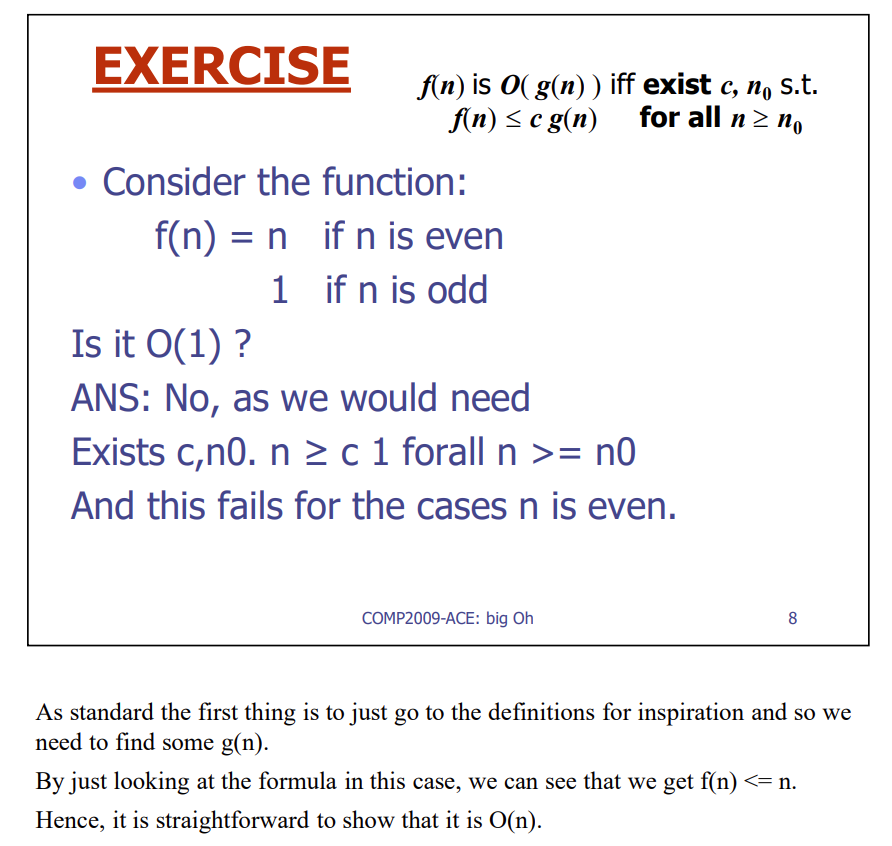 EXERCISE
f(n) is O( g(n) ) iff exist c, n₀ s.t.
f(n) ≤ c g(n) for all n ≥ n₀
• Consider the function:
f(n) = n if n is even
1 if n is odd
Is it O(1) ?
ANS: No, as we would need
Exists c,n0. n ≥ c 1 forall n >= n0
And this fails for the cases n is even.
COMP2009-ACE: big Oh 8
As standard the first thing is to just go to the definitions for inspiration and so we
need to find some g(n).
By just looking at the formula in this case, we can see that we get f(n) <= n.
Hence, it is straightforward to show that it is O(n).